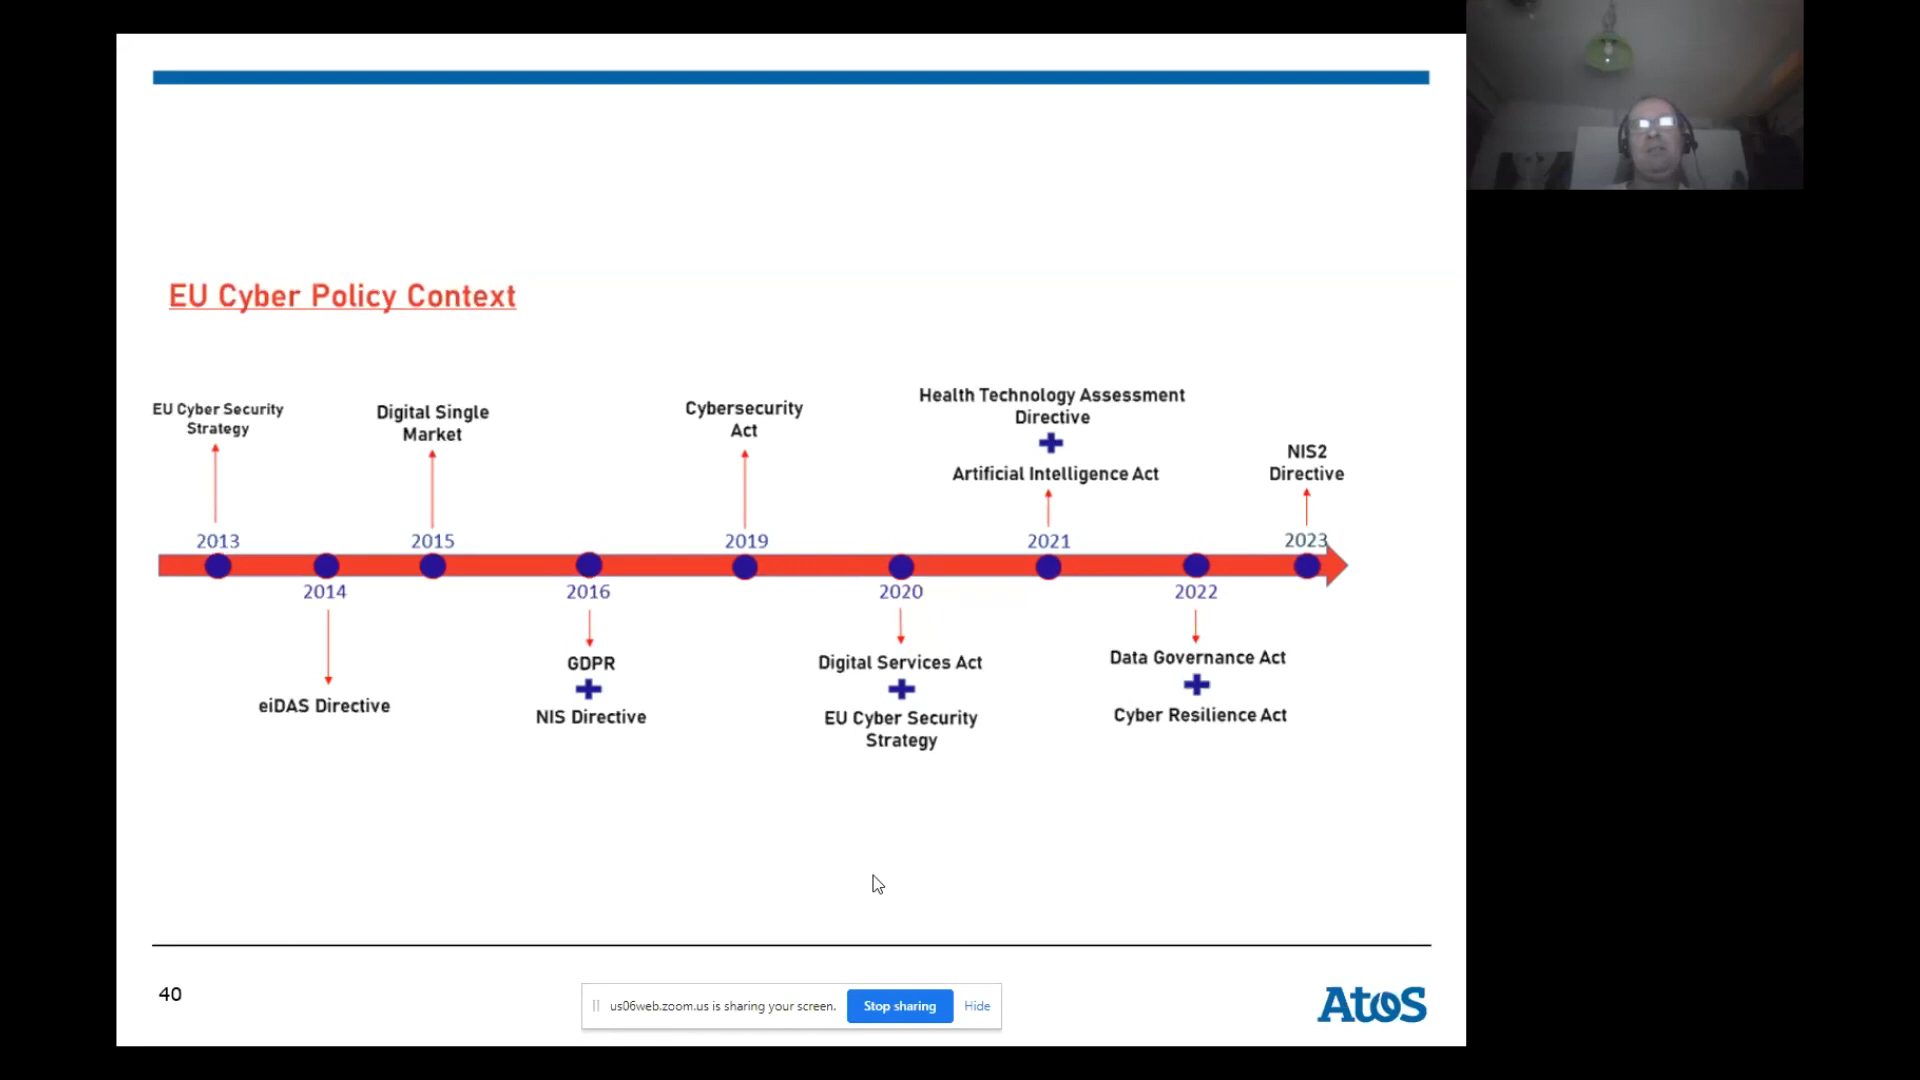 EU Cyber Policy Context
EU Cyber Security
Strategy
Digital Single
Market
Cybersecurity
Act
Health Technology Assessment
Directive
Artificial Intelligence Act
NIS2
Directive
2013
2015
2019
2021
2023
2014
2016
2020
2022
eiDAS Directive
GDPR
NIS Directive
Digital Services Act
EU Cyber Security
Strategy
Data Governance Act
Cyber Resilience Act
40
us06web.zoom.us is sharing your screen.
Stop sharing
Hide
Atos